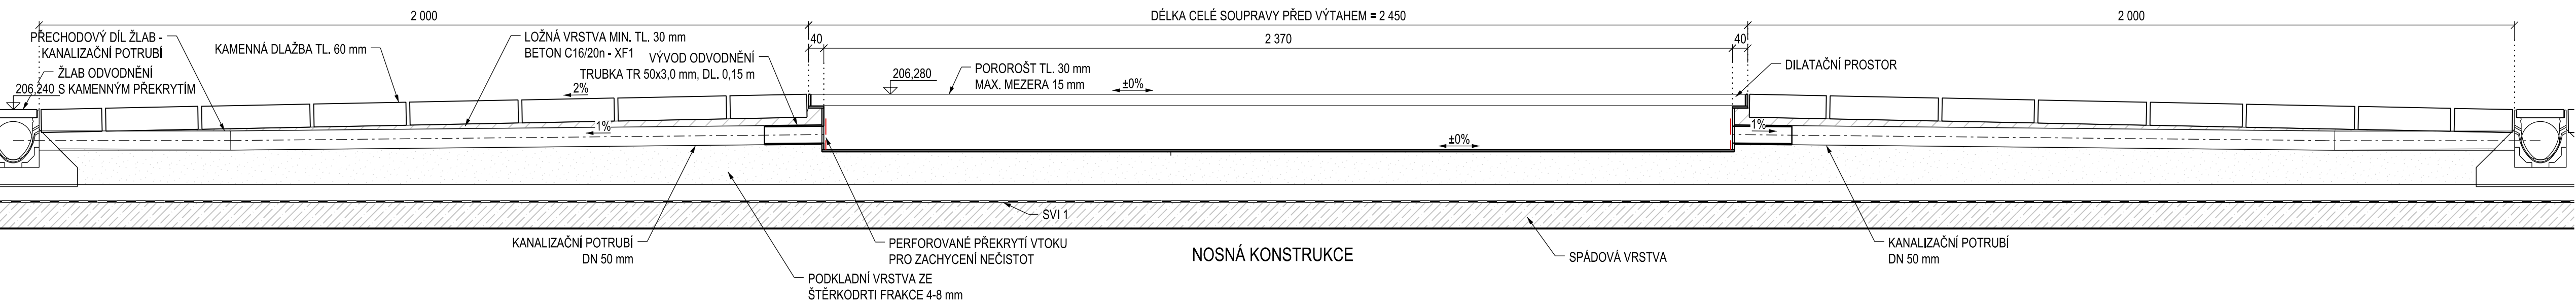 2 000
DÉLKA CELÉ SOUPRAVY PŘED VÝTAHEM = 2 450
2 000
PŘECHODOVÝ DÍL ŽLAB -
KANALIZAČNÍ POTRUBÍ
KAMENNÁ DLAŽBA TL. 60 mm
LOŽNÁ VRSTVA MIN. TL. 30 mm
BETON C16/20n - XF1
40
2 370
40
ŽLAB ODVODNĚNÍ
S KAMENNÝM PŘEKRYTÍM
206,240
VÝVOD ODVODNĚNÍ
TRUBKA TR 50x3,0 mm, DL. 0,15 m
206,280
POROROŠT TL. 30 mm
MAX. MEZERA 15 mm
±0%
DILATAČNÍ PROSTOR
2%
1%
±0%
1%
SVI 1
KANALIZAČNÍ POTRUBÍ
DN 50 mm
PERFOROVANÉ PŘEKRYTÍ VTOKU
PRO ZACHYCENÍ NEČISTOT
NOSNÁ KONSTRUKCE
SPÁDOVÁ VRSTVA
KANALIZAČNÍ POTRUBÍ
DN 50 mm
PODKLADNÍ VRSTVA ZE
ŠTĚRKODRTI FRAKCE 4-8 mm